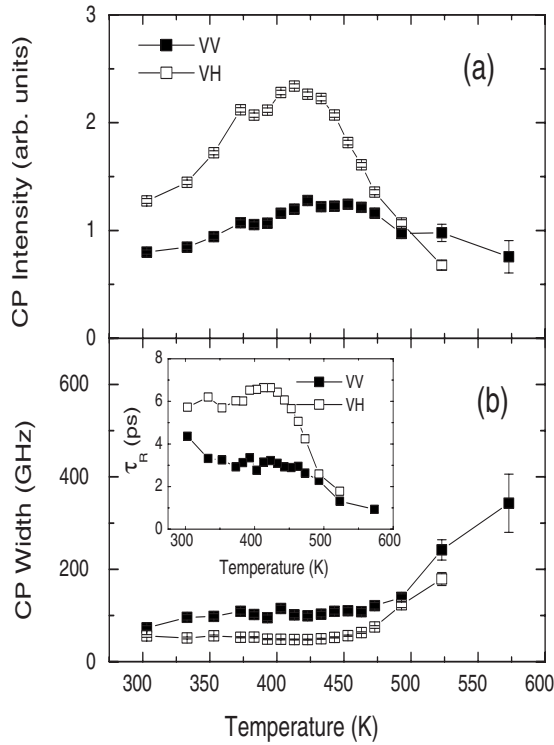 VV
VH
(a)
CP Intensity (arb. units)
3
2
1
0
VV
VH
(b)
τR (ps)
8
6
4
2
0
300 400 500 600
Temperature (K)
CP Width (GHz)
600
400
200
0
300 350 400 450 500 550 600
Temperature (K)